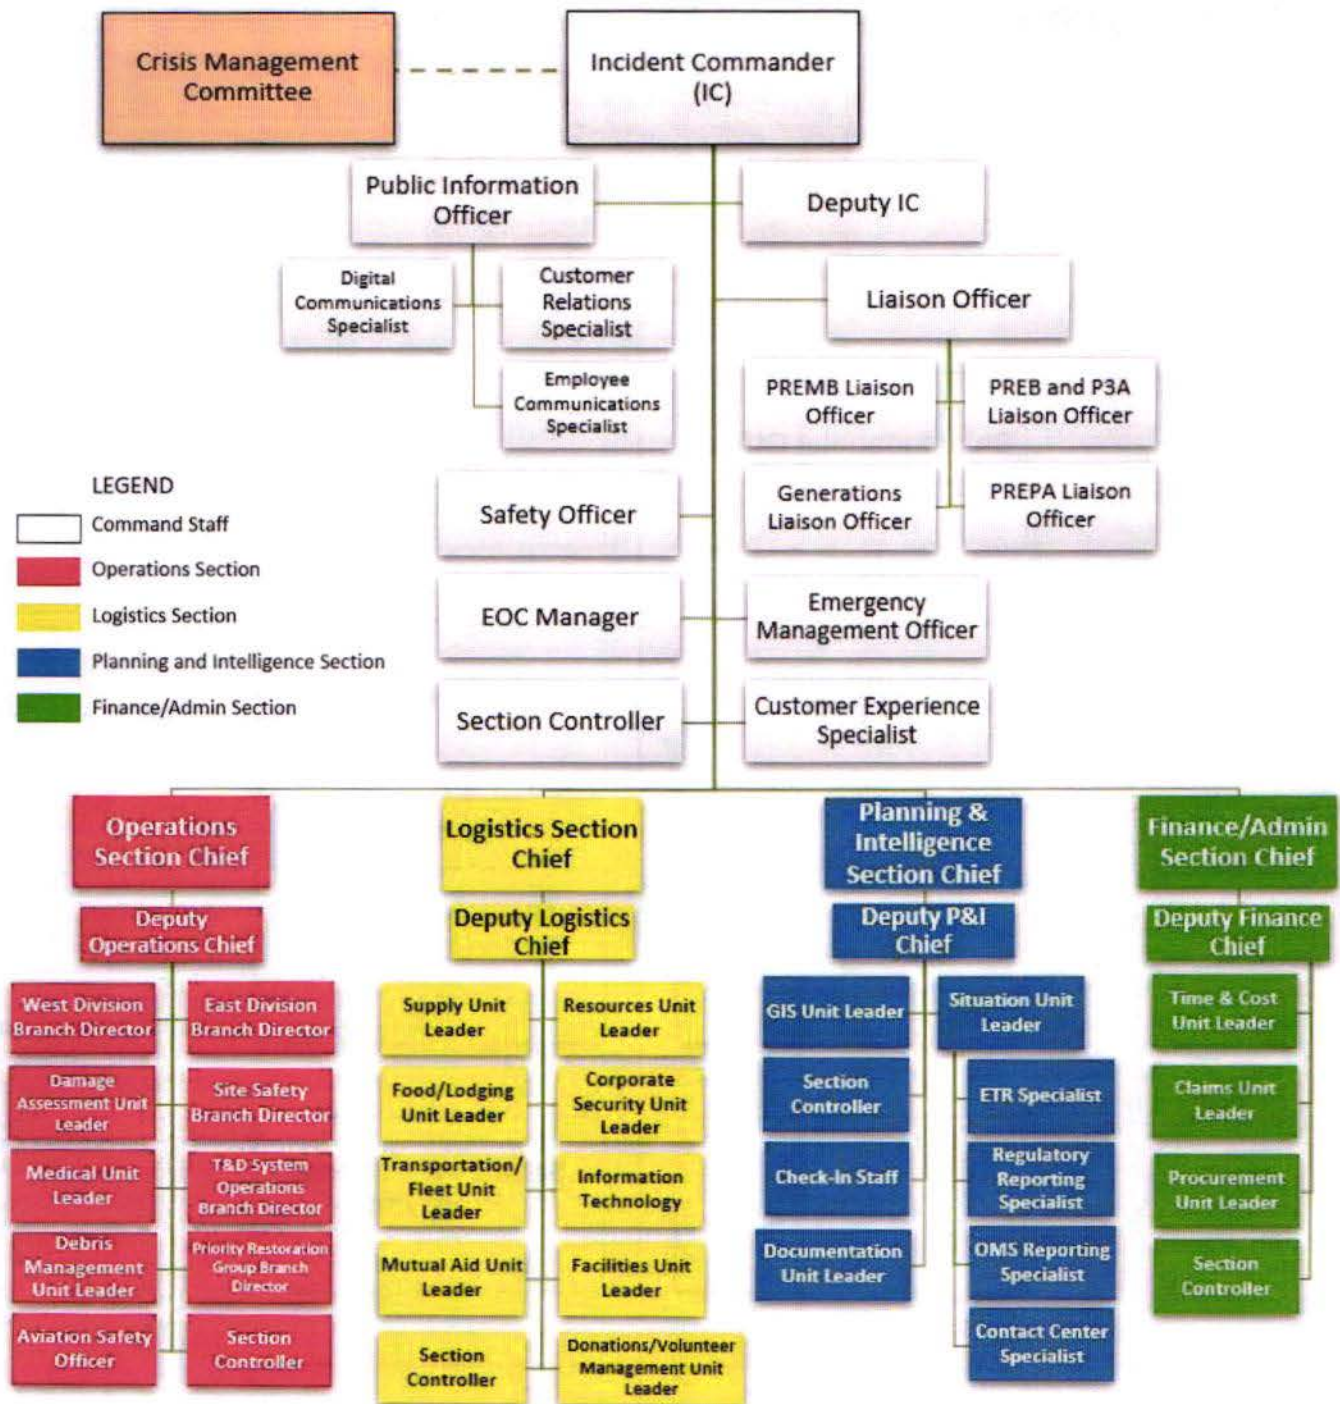 Crisis Management
Committee
Incident Commander
(IC)
Public Information
Officer
Deputy IC
Digital
Communications
Specialist
Customer
Relations
Specialist
Employee
Communications
Specialist
Liaison Officer
PREMB Liaison
Officer
PREB and P3A
Liaison Officer
Generations
Liaison Officer
PREPA Liaison
Officer
LEGEND
Command Staff
Operations Section
Logistics Section
Planning and Intelligence Section
Finance/Admin Section
Safety Officer
EOC Manager
Emergency
Management Officer
Section Controller
Customer Experience
Specialist
Operations
Section Chief
Deputy
Operations Chief
West Division
Branch Director
East Division
Branch Director
Damage
Assessment Unit
Leader
Site Safety
Branch Director
Medical Unit
Leader
T&D System
Operations
Branch Director
Debris
Management
Unit Leader
Priority Restoration
Group Branch
Director
Aviation Safety
Officer
Section
Controller
Logistics Section
Chief
Deputy Logistics
Chief
Supply Unit
Leader
Resources Unit
Leader
Food/Lodging
Unit Leader
Corporate
Security Unit
Leader
Transportation/
Fleet Unit
Leader
Information
Technology
Mutual Aid Unit
Leader
Facilities Unit
Leader
Section
Controller
Donations/Volunteer
Management Unit
Leader
Planning &
Intelligence
Section Chief
Deputy P&I
Chief
GIS Unit Leader
Situation Unit
Leader
Section
Controller
ETR Specialist
Check-In Staff
Regulatory
Reporting
Specialist
Documentation
Unit Leader
OMS Reporting
Specialist
Contact Center
Specialist
Finance/Admin
Section Chief
Deputy Finance
Chief
Time & Cost
Unit Leader
Claims Unit
Leader
Procurement
Unit Leader
Section
Controller